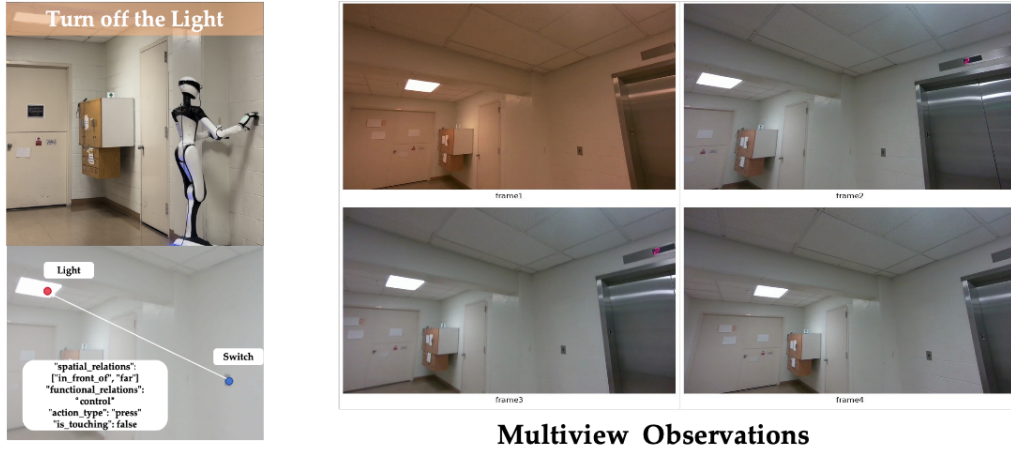 Turn off the Light
Light
Switch
"spatial_relations":
["in_front_of", "far"]
"functional_relations":
"control"
"action_type": "press"
"is_touching": false
frame1
frame2
frame3
frame4
Multiview Observations